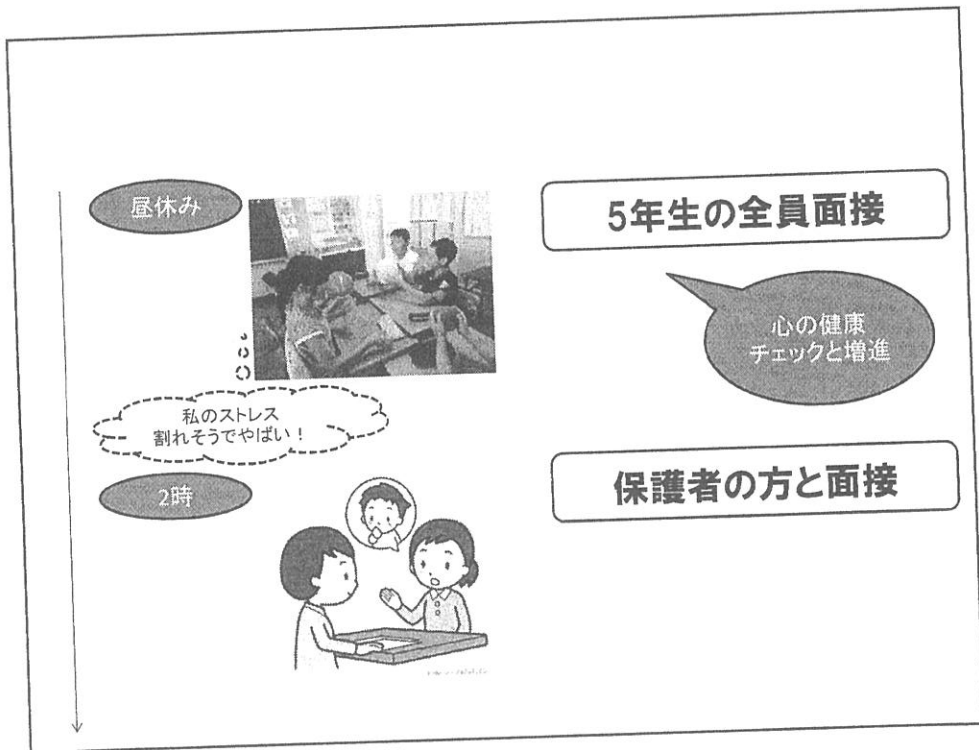 昼休み
5年生の全員面接
心の健康
チェックと増進
私のストレス
割れそうでやばい！
2時
保護者の方と面接